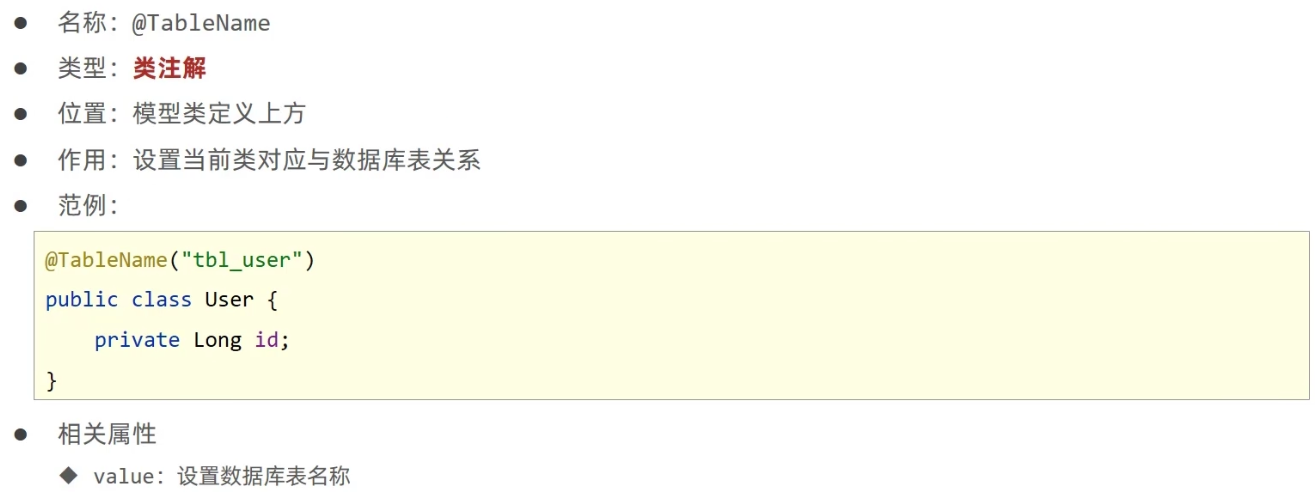 ● 名称：@TableName
● 类型：类注解
● 位置：模型类定义上方
● 作用：设置当前类对应与数据库表关系
● 范例：
@TableName("tbl_user")
public class User {
    private Long id;
}
● 相关属性
◆ value：设置数据库表名称